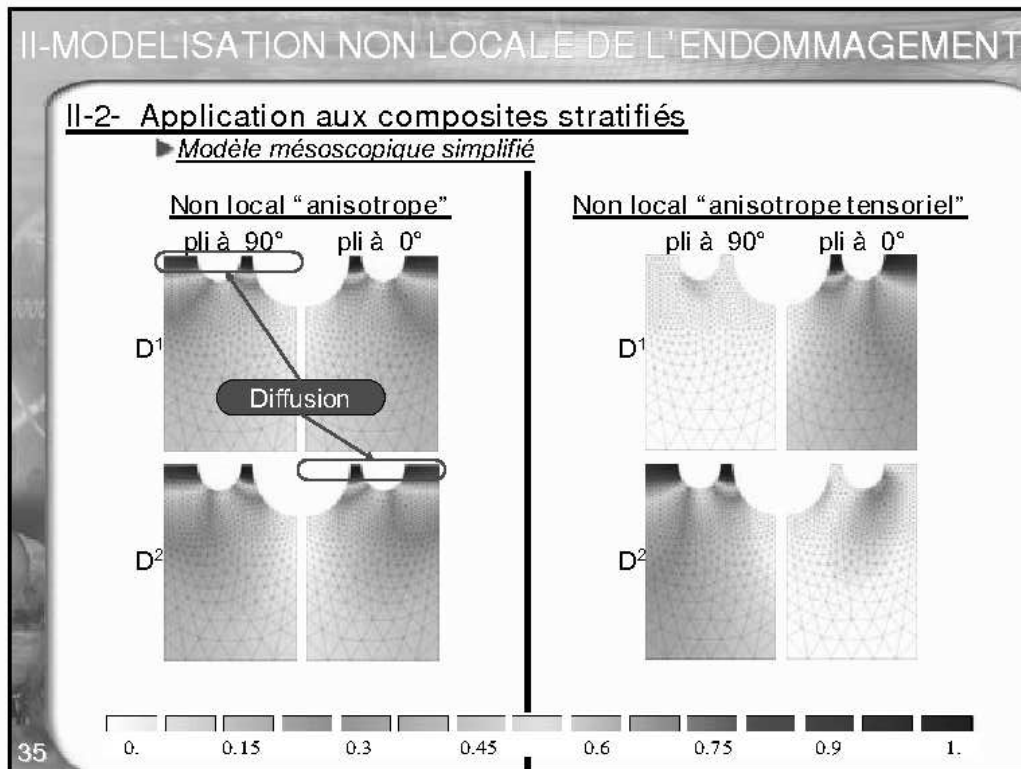 II-MODELISATION NON LOCALE DE L'ENDOMMAGEMENT
II-2- Application aux composites stratifiés
Modèle mésoscopique simplifié
Non local "anisotrope"
pli à 90° pli à 0°
D1
Diffusion
D2
Non local "anisotrope tensoriel"
pli à 90° pli à 0°
D1
D2
0. 0.15 0.3 0.45 0.6 0.75 0.9 1.
35